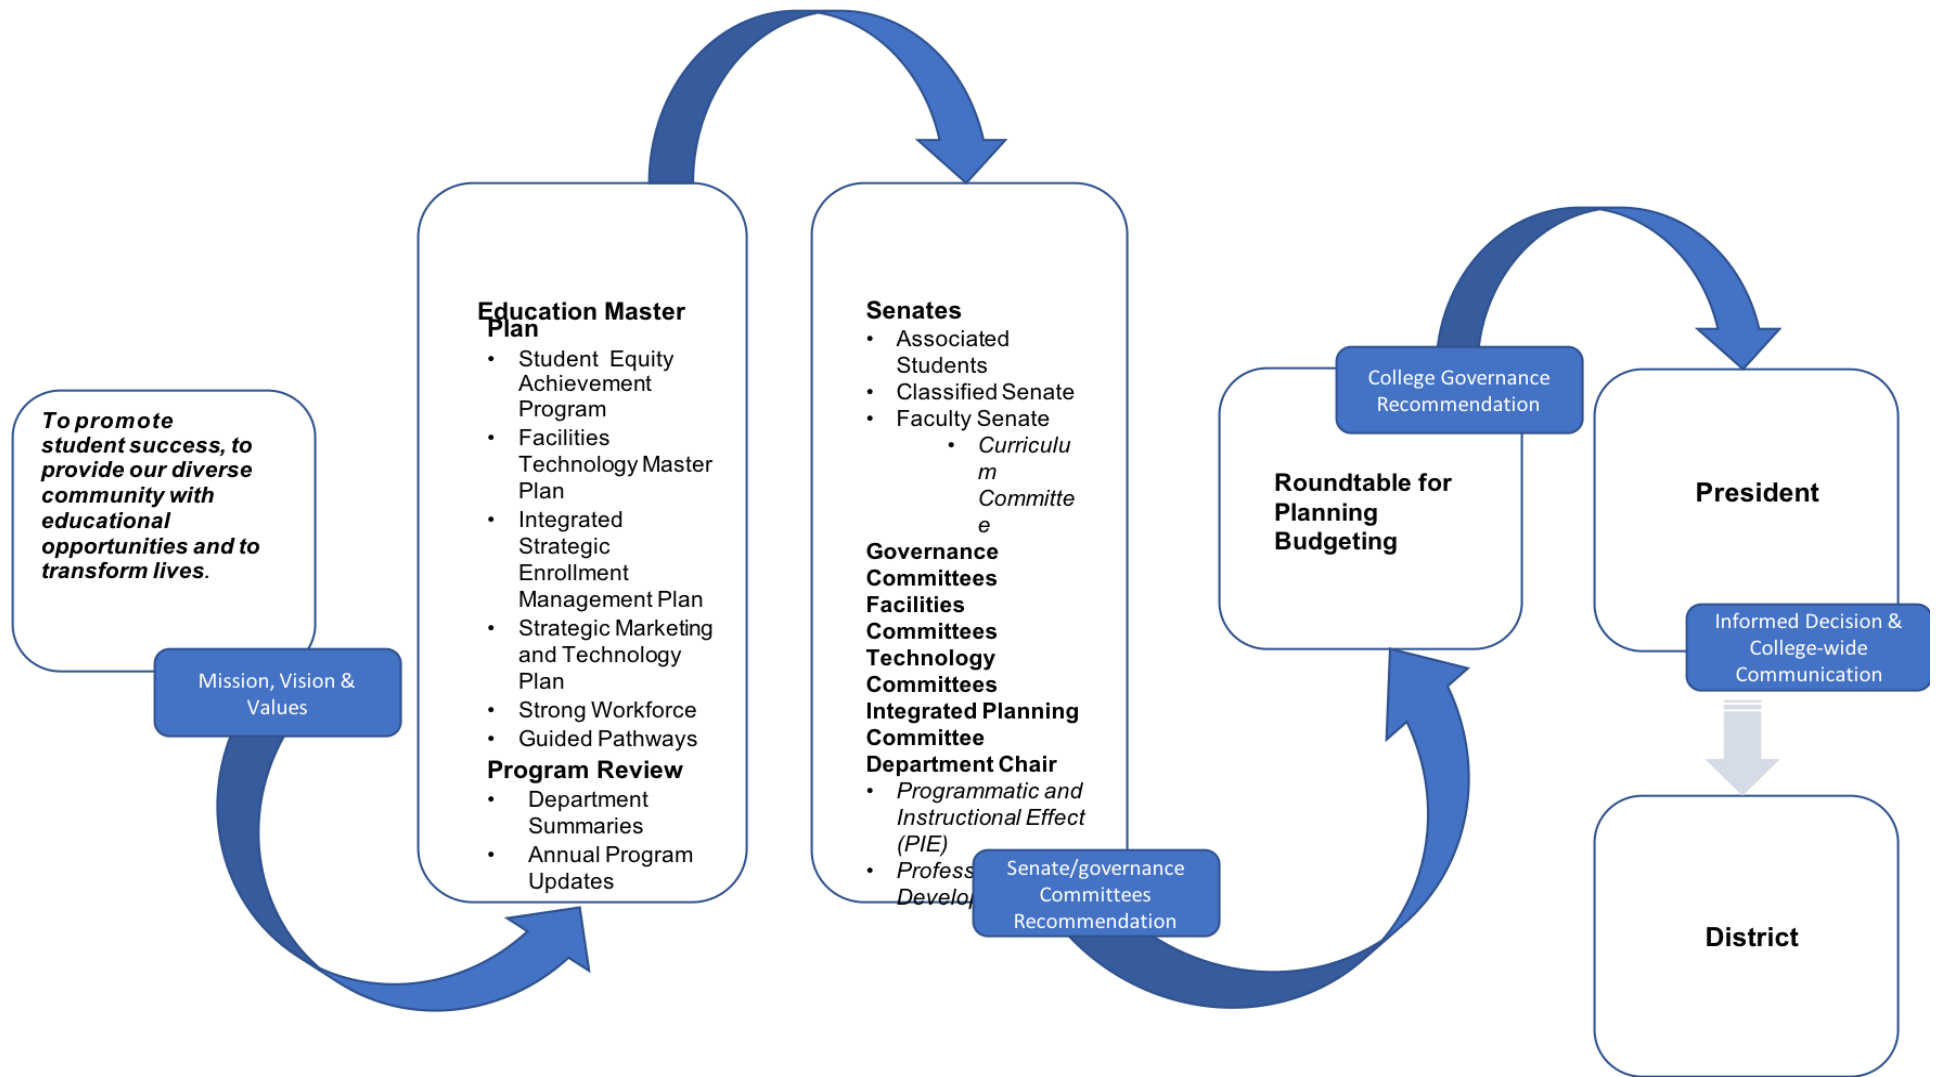 To promote
student success, to
provide our diverse
community with
educational
opportunities and to
transform lives.
Mission, Vision &
Values
Education Master
Plan
• Student Equity
Achievement
Program
• Facilities
Technology Master
Plan
• Integrated
Strategic
Enrollment
Management Plan
• Strategic Marketing
and Technology
Plan
• Strong Workforce
• Guided Pathways
Program Review
• Department
Summaries
• Annual Program
Updates
Senates
• Associated
Students
• Classified Senate
• Faculty Senate
• Curriculu
m
Committe
e
Governance
Committees
Facilities
Committees
Technology
Committees
Integrated Planning
Committee
Department Chair
• Programmatic and
Instructional Effect
(PIE)
• Profess
Develop
Senate/governance
Committees
Recommendation
Roundtable for
Planning
Budgeting
College Governance
Recommendation
President
Informed Decision &
College-wide
Communication
District